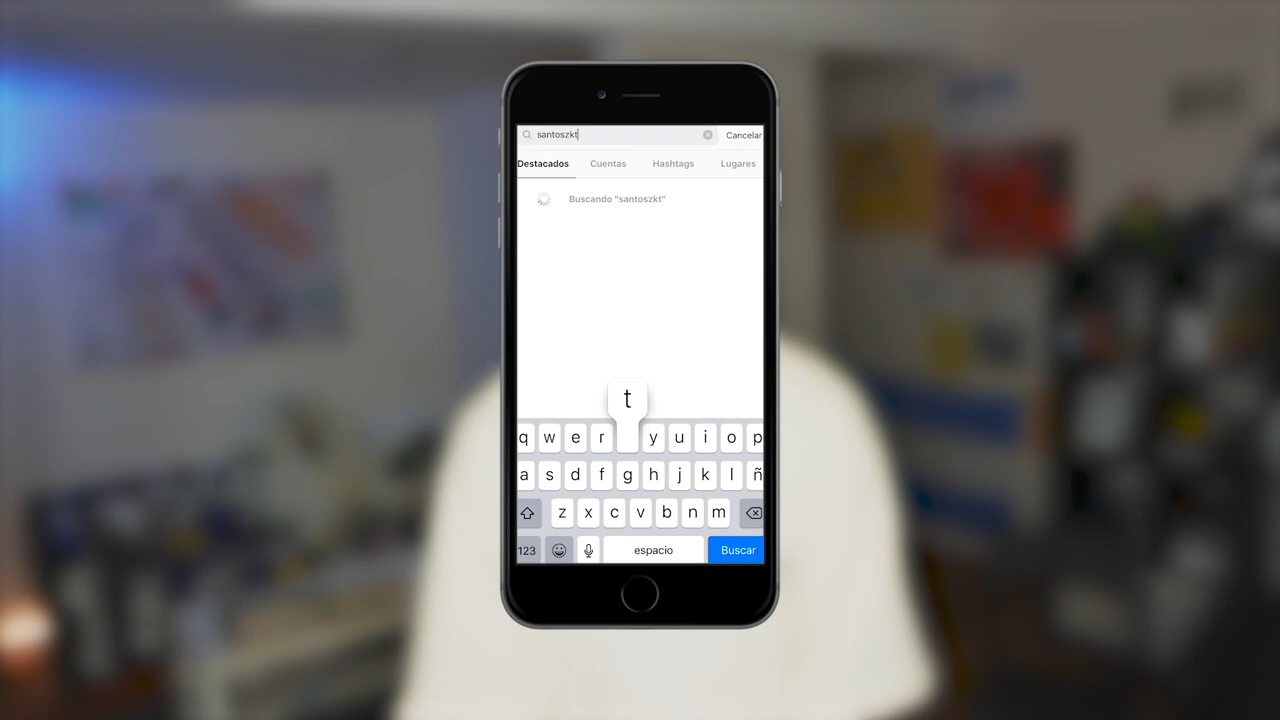 santoszkt Cancelar
Destacados Cuentas Hashtags Lugares
Buscando "santoszkt"
t
q w e r y u i o p
a s d f g h j k l ñ
z x c v b n m
123 espacio Buscar